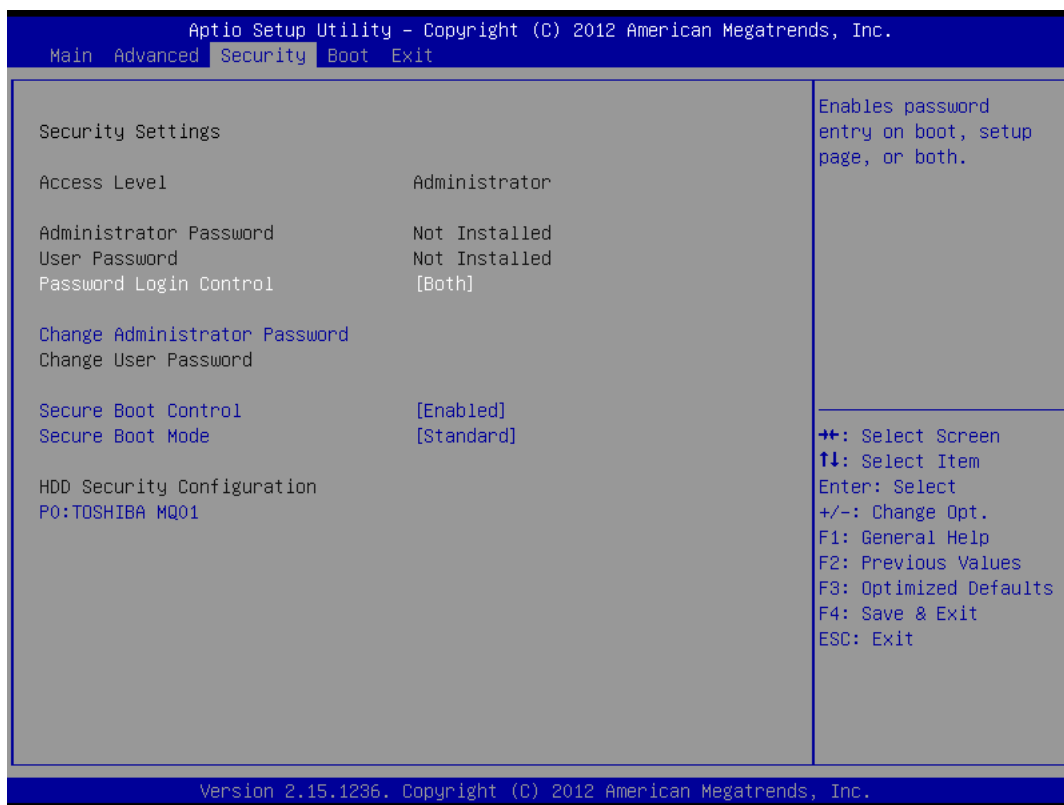 Aptio Setup Utility – Copyright (C) 2012 American Megatrends, Inc.
Main Advanced Security Boot Exit
Security Settings
Access Level Administrator
Administrator Password Not Installed
User Password Not Installed
Password Login Control [Both]
Change Administrator Password
Change User Password
Secure Boot Control [Enabled]
Secure Boot Mode [Standard]
HDD Security Configuration
P0:TOSHIBA MQ01
Enables password
entry on boot, setup
page, or both.
→←: Select Screen
↑↓: Select Item
Enter: Select
+/-: Change Opt.
F1: General Help
F2: Previous Values
F3: Optimized Defaults
F4: Save & Exit
ESC: Exit
Version 2.15.1236. Copyright (C) 2012 American Megatrends, Inc.